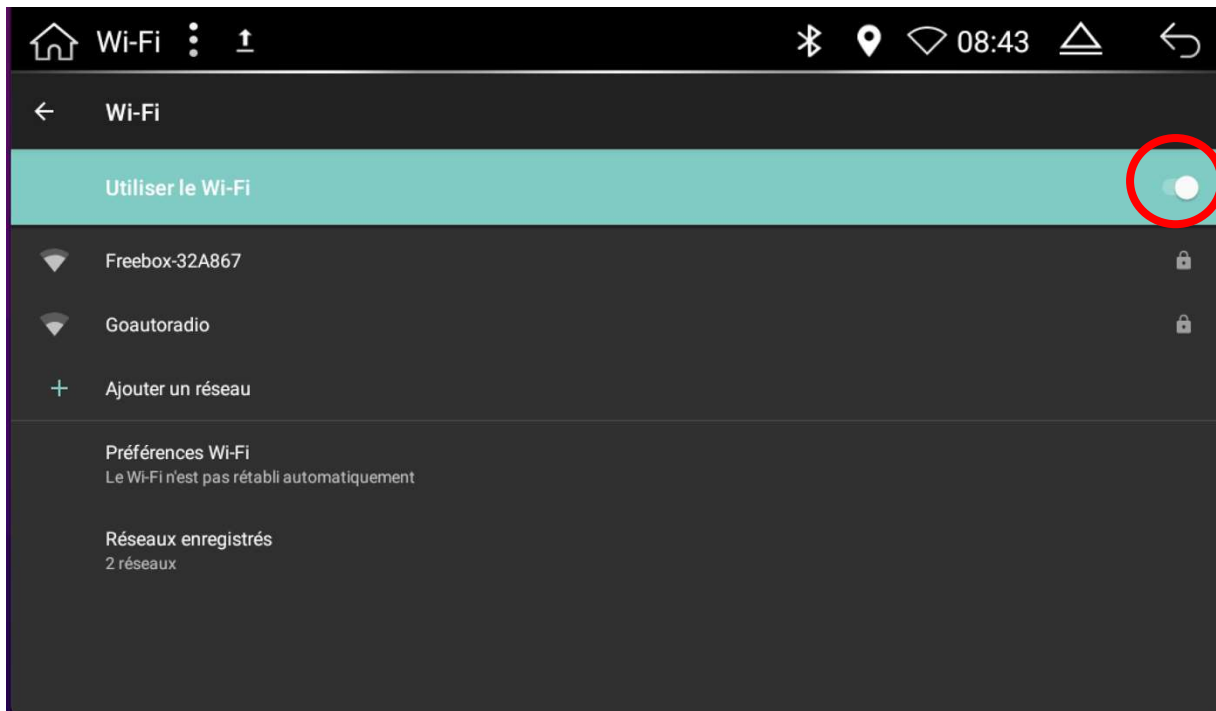 Wi-Fi
08:43
Wi-Fi
Utiliser le Wi-Fi
Freebox-32A867
Goautoradio
Ajouter un réseau
Préférences Wi-Fi
Le Wi-Fi n'est pas rétabli automatiquement
Réseaux enregistrés
2 réseaux